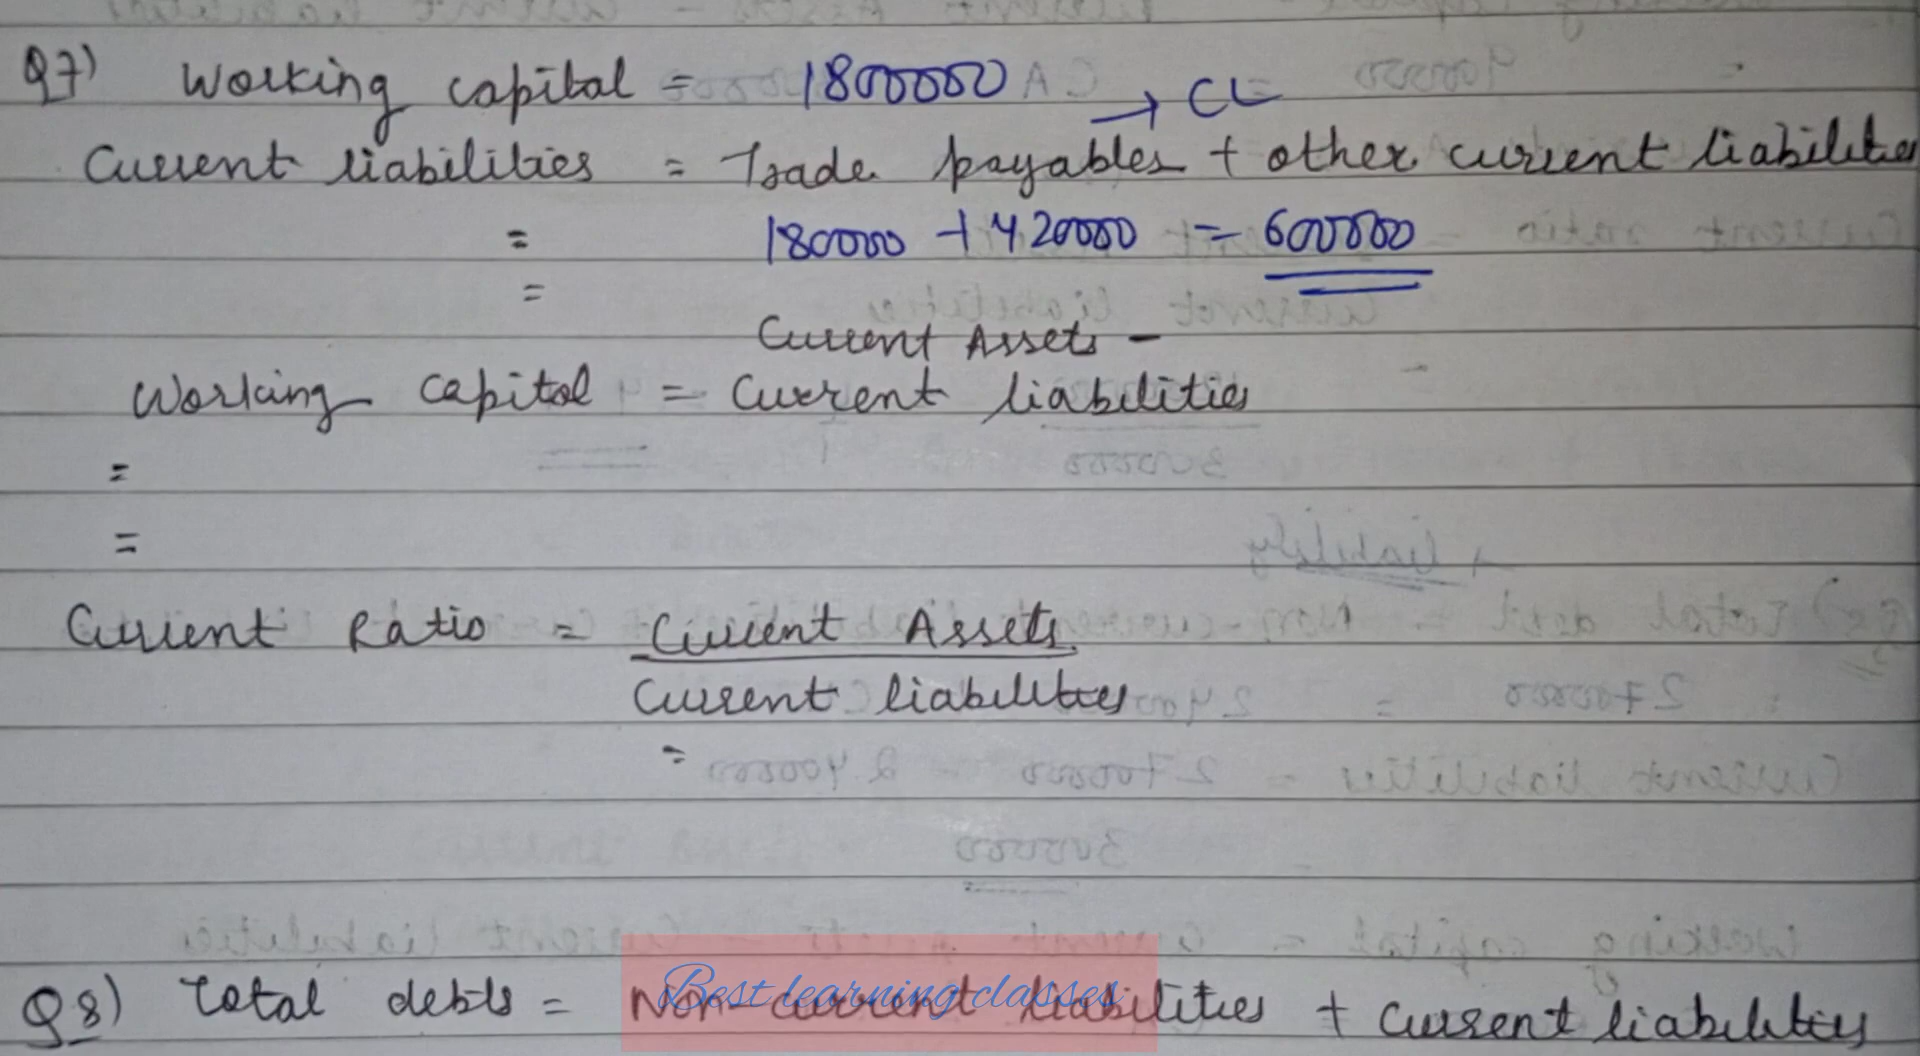 Q7) Working capital = 1800000
→ CL
Current liabilities = Trade payables + other current liabilities
= 180000 + 420000 = 600000
=
Current Assets -
Working capital = Current liabilities
=
=
Current Ratio = Current Assets
Current liabilities
=
Best learning classes
Q8) Total debts = Non-current liabilities + Current liabilities